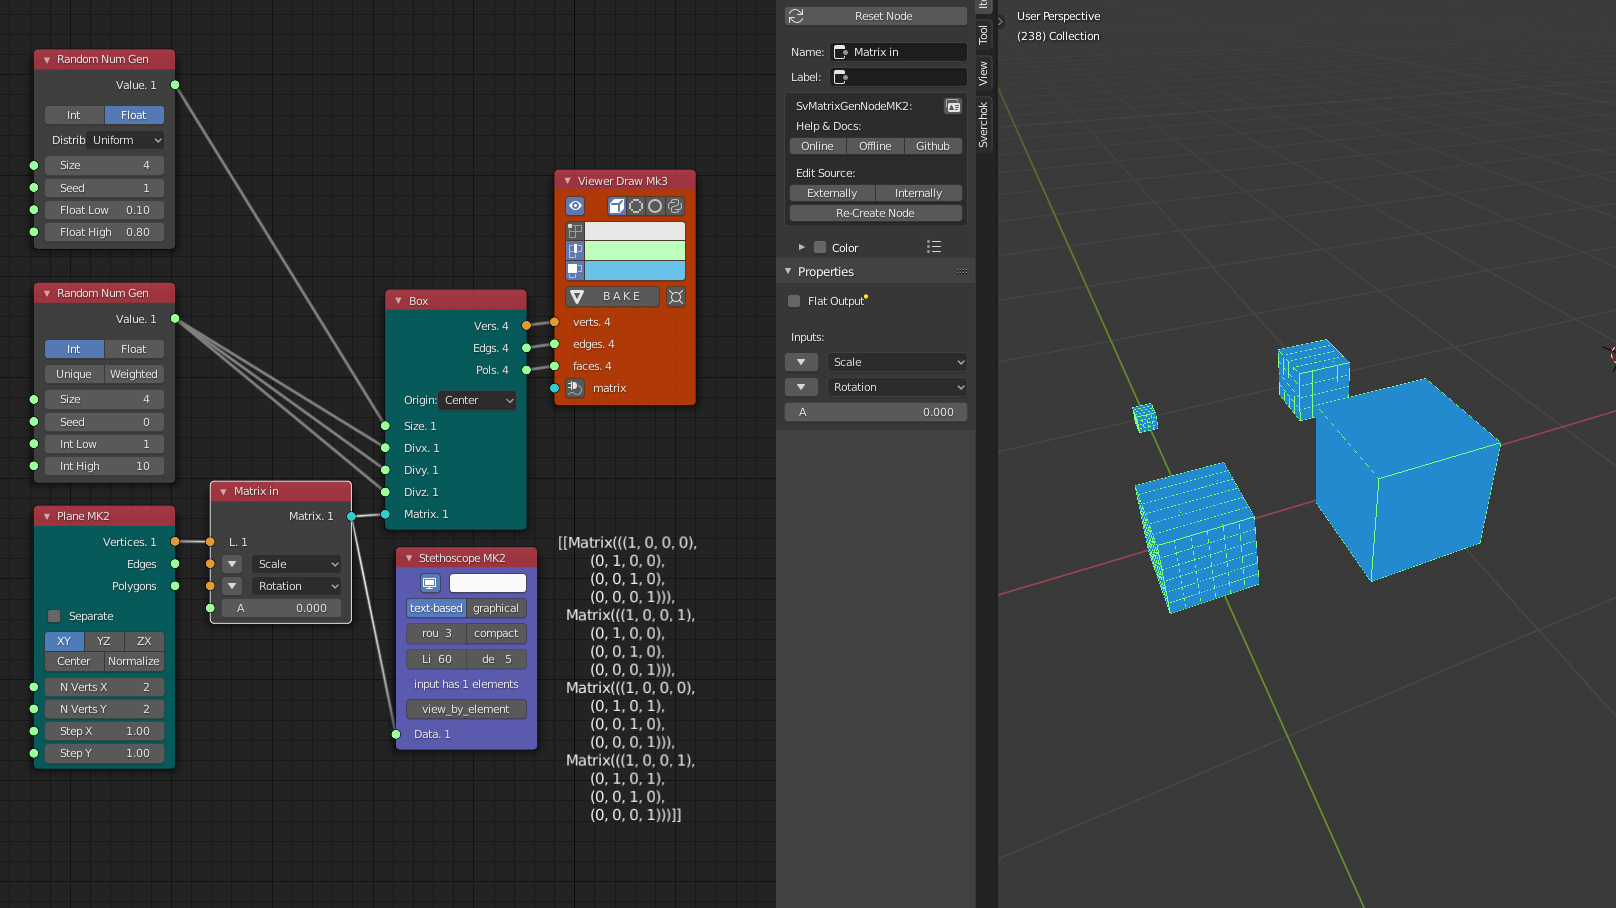 Random Num Gen
Value. 1
Int Float
Distrib Uniform
Size 4
Seed 1
Float Low 0.10
Float High 0.80
Random Num Gen
Value. 1
Int Float
Unique Weighted
Size 4
Seed 0
Int Low 1
Int High 10
Plane MK2
Vertices. 1
Edges
Polygons
Separate
XY YZ ZX
Center Normalize
N Verts X 2
N Verts Y 2
Step X 1.00
Step Y 1.00
Matrix in
Matrix. 1
L. 1
Scale
Rotation
A 0.000
Box
Vers. 4
Edgs. 4
Pols. 4
Origin: Center
Size. 1
Divx. 1
Divy. 1
Divz. 1
Matrix. 1
Stethoscope MK2
text-based graphical
rou 3 compact
Li 60 de 5
input has 1 elements
view_by_element
Data. 1
Viewer Draw Mk3
BAKE
verts. 4
edges. 4
faces. 4
matrix
[[Matrix(((1, 0, 0, 0),
(0, 1, 0, 0),
(0, 0, 1, 0),
(0, 0, 0, 1))),
Matrix(((1, 0, 0, 1),
(0, 1, 0, 0),
(0, 0, 1, 0),
(0, 0, 0, 1))),
Matrix(((1, 0, 0, 0),
(0, 1, 0, 1),
(0, 0, 1, 0),
(0, 0, 0, 1))),
Matrix(((1, 0, 0, 1),
(0, 1, 0, 1),
(0, 0, 1, 0),
(0, 0, 0, 1)))]]
Reset Node
Name: Matrix in
Label:
SvMatrixGenNodeMK2:
Help & Docs:
Online Offline Github
Edit Source:
Externally Internally
Re-Create Node
Color
Properties
Flat Output
Inputs:
Scale
Rotation
A 0.000
Tool
View
Sverchok
User Perspective
(238) Collection